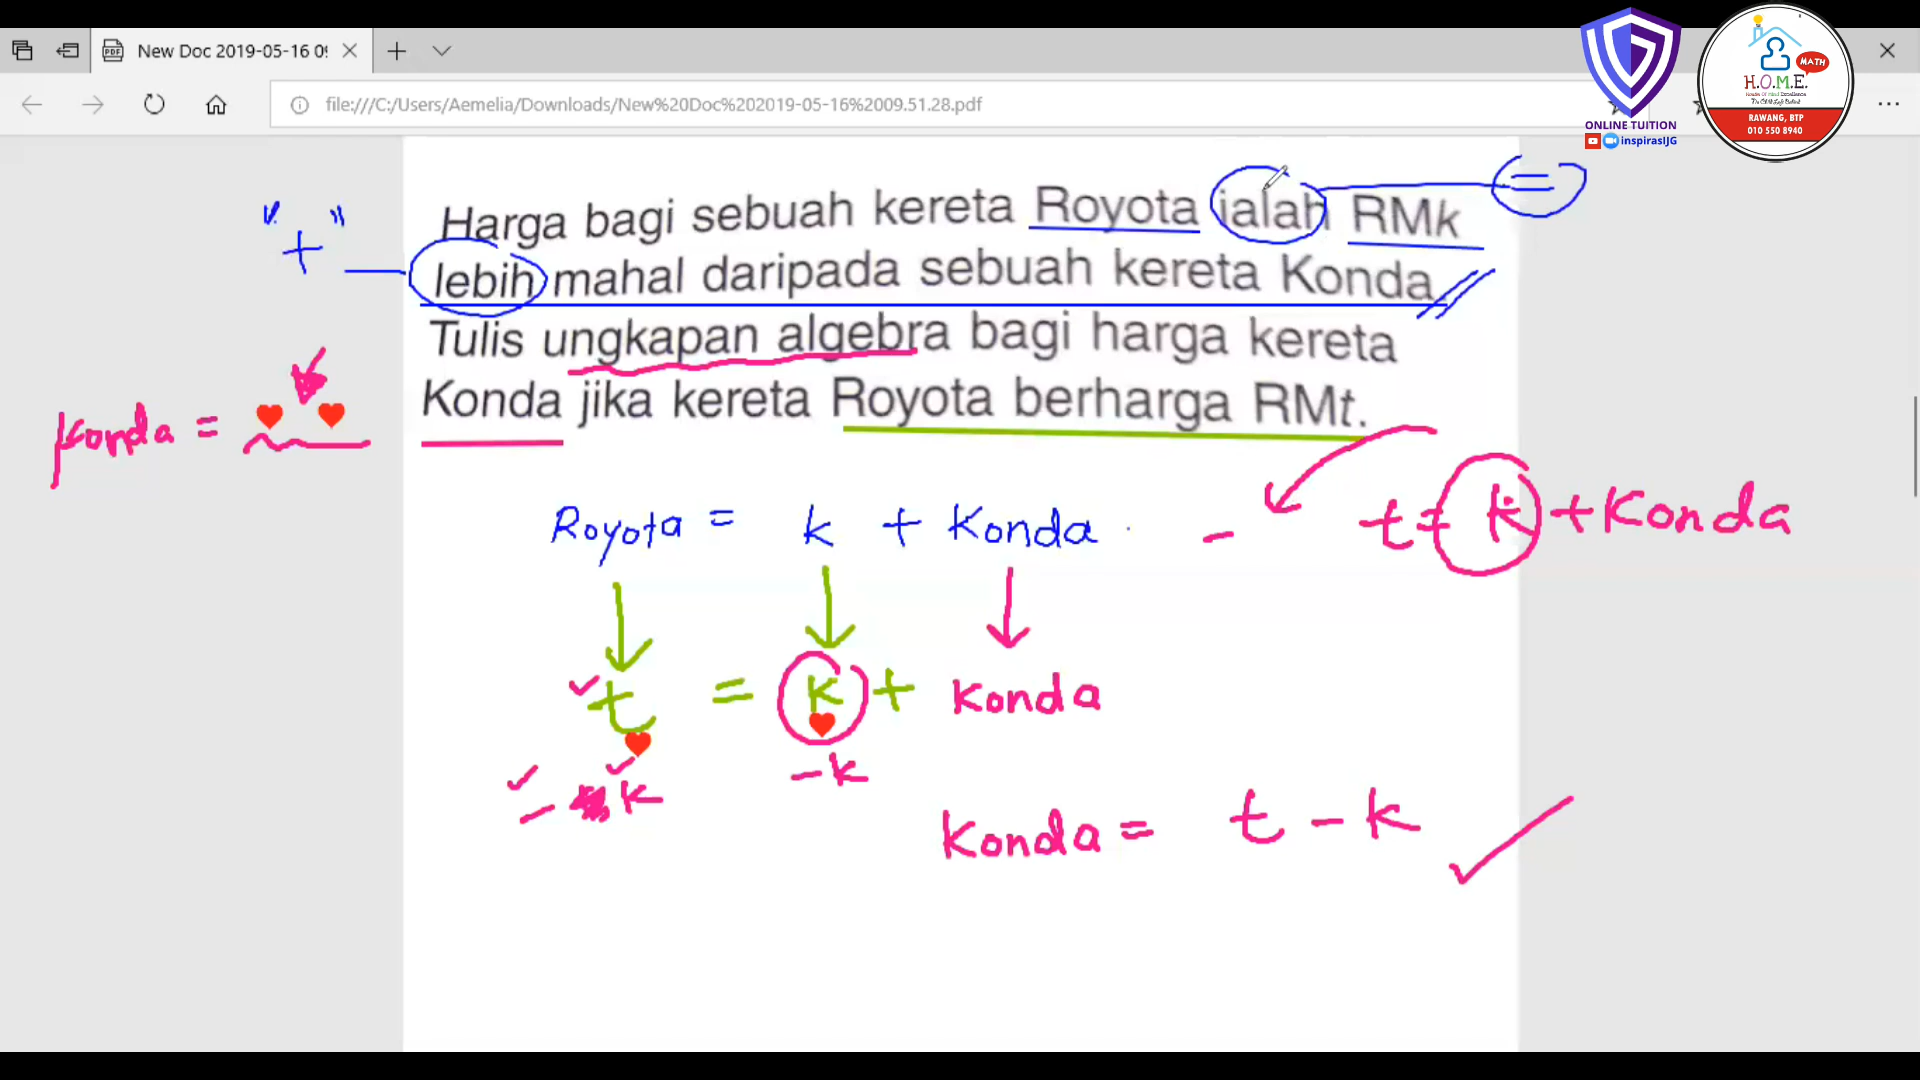 New Doc 2019-05-16 09
file:///C:/Users/Aemelia/Downloads/New%20Doc%202019-05-16%2009.51.28.pdf
ONLINE TUITION
inspirasIJG
MATH
H.O.M.E.
RAWANG, BTP
010 550 8940
Harga bagi sebuah kereta Royota ialah RMk
=
" + "
lebih mahal daripada sebuah kereta Konda
Tulis ungkapan algebra bagi harga kereta
Konda jika kereta Royota berharga RMt.
Konda =
Royota = k + Konda
- t = k + Konda
t = k + Konda
- k - k
Konda = t - k